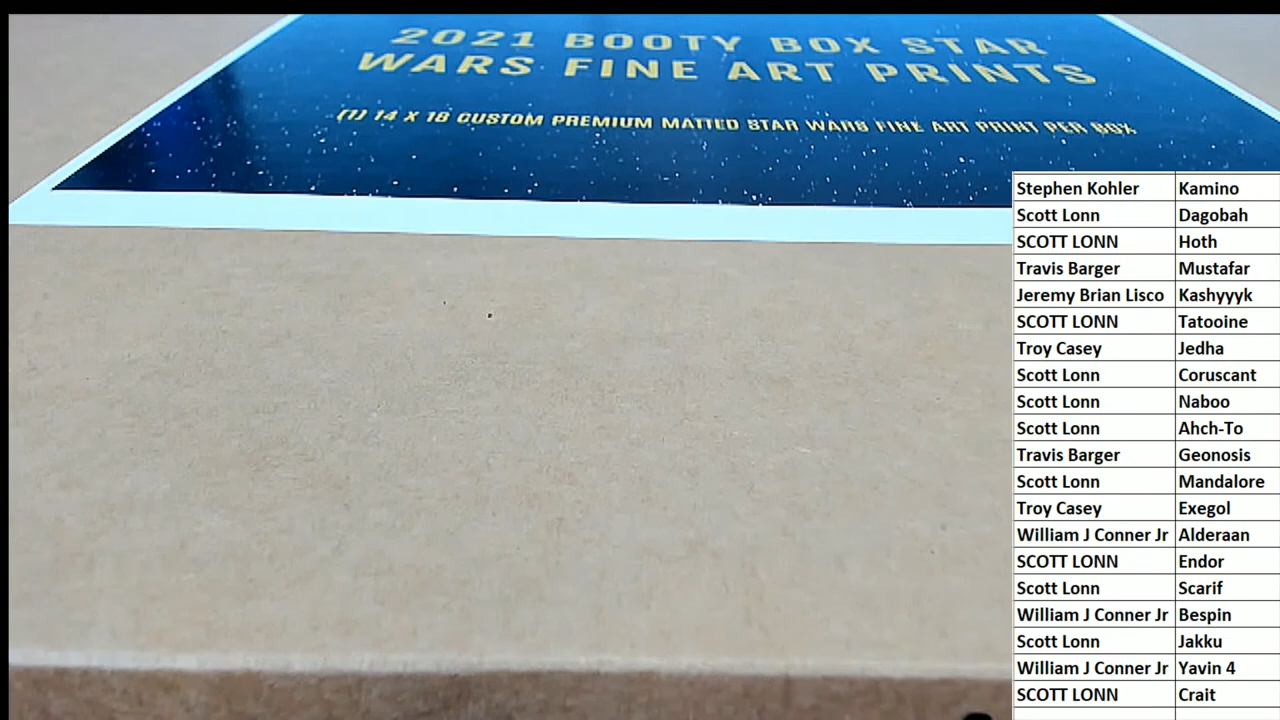 2021 BOOTY BOX STAR
WARS FINE ART PRINTS
(1) 14 X 18 CUSTOM PREMIUM MATTED STAR WARS FINE ART PRINT PER BOX
Stephen Kohler Kamino
Scott Lonn Dagobah
SCOTT LONN Hoth
Travis Barger Mustafar
Jeremy Brian Lisco Kashyyyk
SCOTT LONN Tatooine
Troy Casey Jedha
Scott Lonn Coruscant
Scott Lonn Naboo
Scott Lonn Ahch-To
Travis Barger Geonosis
Scott Lonn Mandalore
Troy Casey Exegol
William J Conner Jr Alderaan
SCOTT LONN Endor
Scott Lonn Scarif
William J Conner Jr Bespin
Scott Lonn Jakku
William J Conner Jr Yavin 4
SCOTT LONN Crait